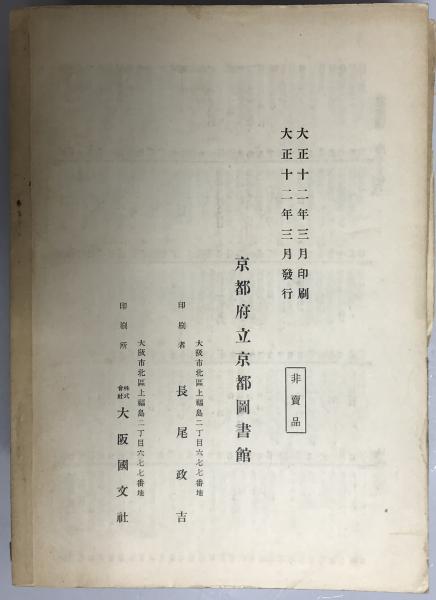 大正十二年三月印刷
大正十二年三月發行
非賣品
京都府立京都圖書館
大阪市北區上福島二丁目六七七番地
印刷者 長尾政吉
大阪市北區上福島二丁目六七七番地
印刷所 株式會社 大阪國文社